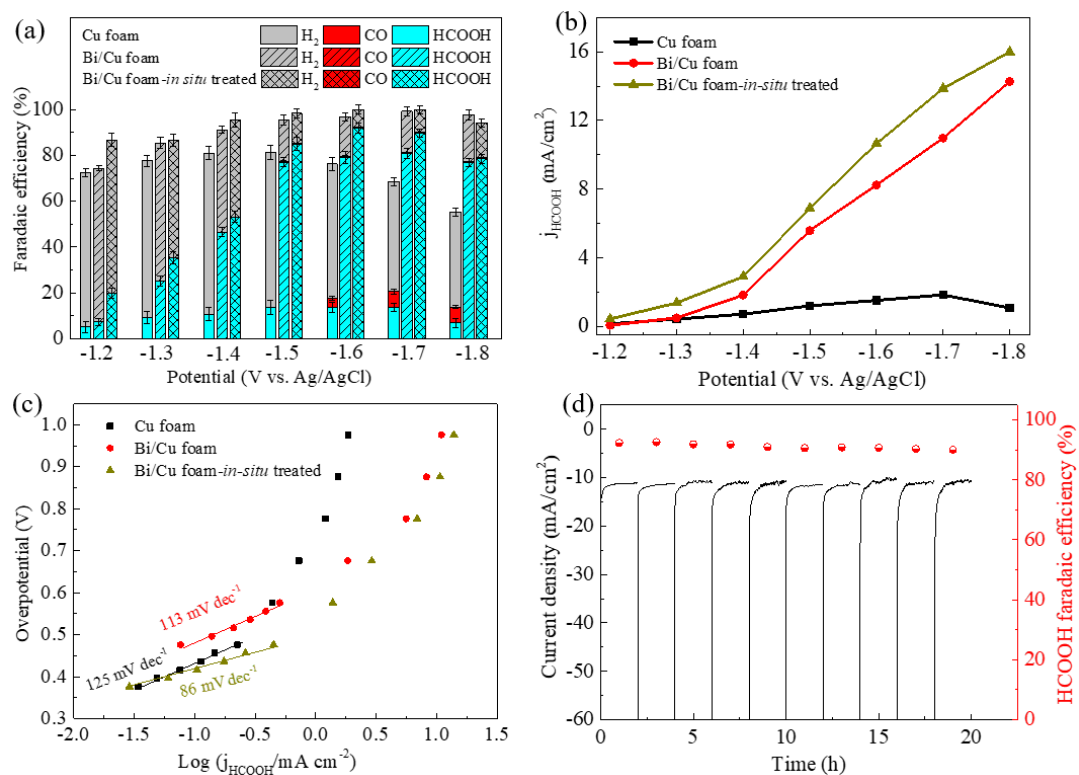 (a)
Cu foam H₂ CO HCOOH
Bi/Cu foam H₂ CO HCOOH
Bi/Cu foam-in situ treated H₂ CO HCOOH
Faradaic efficiency (%)
100
80
60
40
20
0
-1.2 -1.3 -1.4 -1.5 -1.6 -1.7 -1.8
Potential (V vs. Ag/AgCl)
(b)
Cu foam
Bi/Cu foam
Bi/Cu foam-in-situ treated
j_HCOOH (mA/cm²)
16
12
8
4
0
-1.2 -1.3 -1.4 -1.5 -1.6 -1.7 -1.8
Potential (V vs. Ag/AgCl)
(c)
Cu foam
Bi/Cu foam
Bi/Cu foam-in-situ treated
Overpotential (V)
1.0
0.9
0.8
0.7
0.6
0.5
0.4
0.3
113 mV dec⁻¹
125 mV dec⁻¹
86 mV dec⁻¹
-2.0 -1.5 -1.0 -0.5 0.0 0.5 1.0 1.5
Log (j_HCOOH/mA cm⁻²)
(d)
Current density (mA/cm²)
0
-10
-20
-30
-40
-50
-60
HCOOH faradaic efficiency (%)
100
80
60
40
20
0
0 5 10 15 20
Time (h)